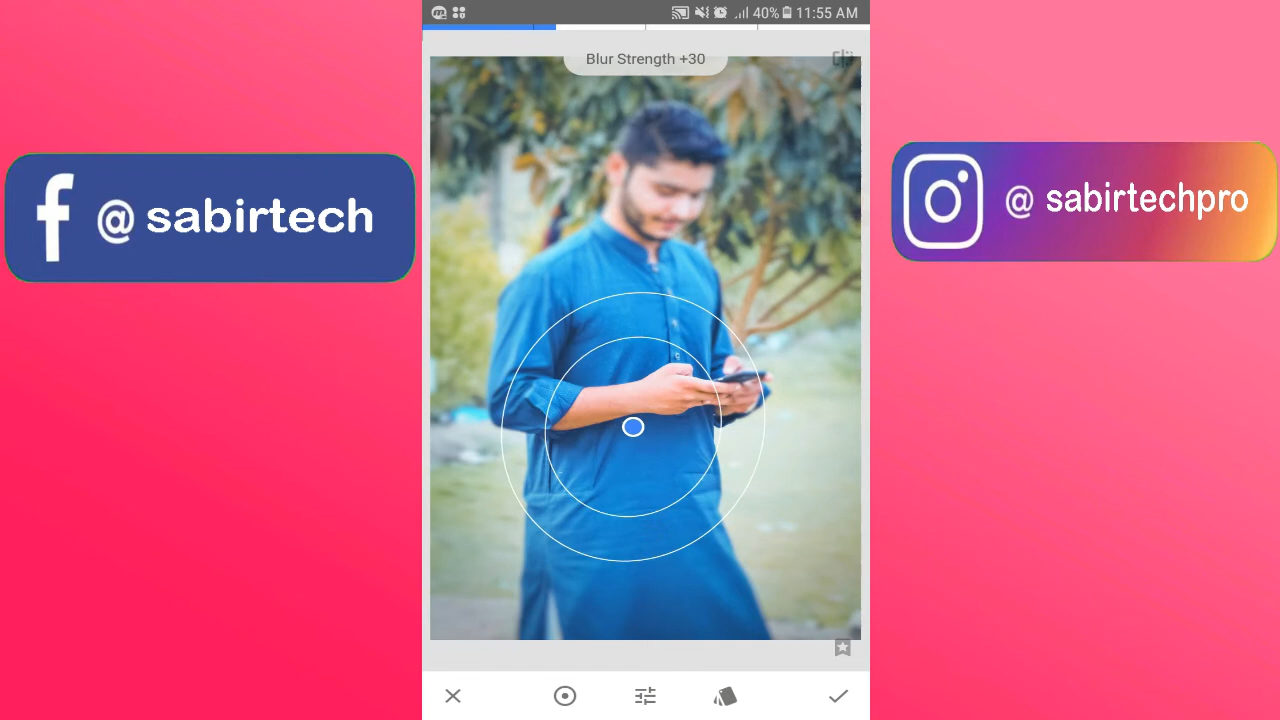 40% 11:55 AM
Blur Strength +30
f @ sabirtech
@ sabirtechpro